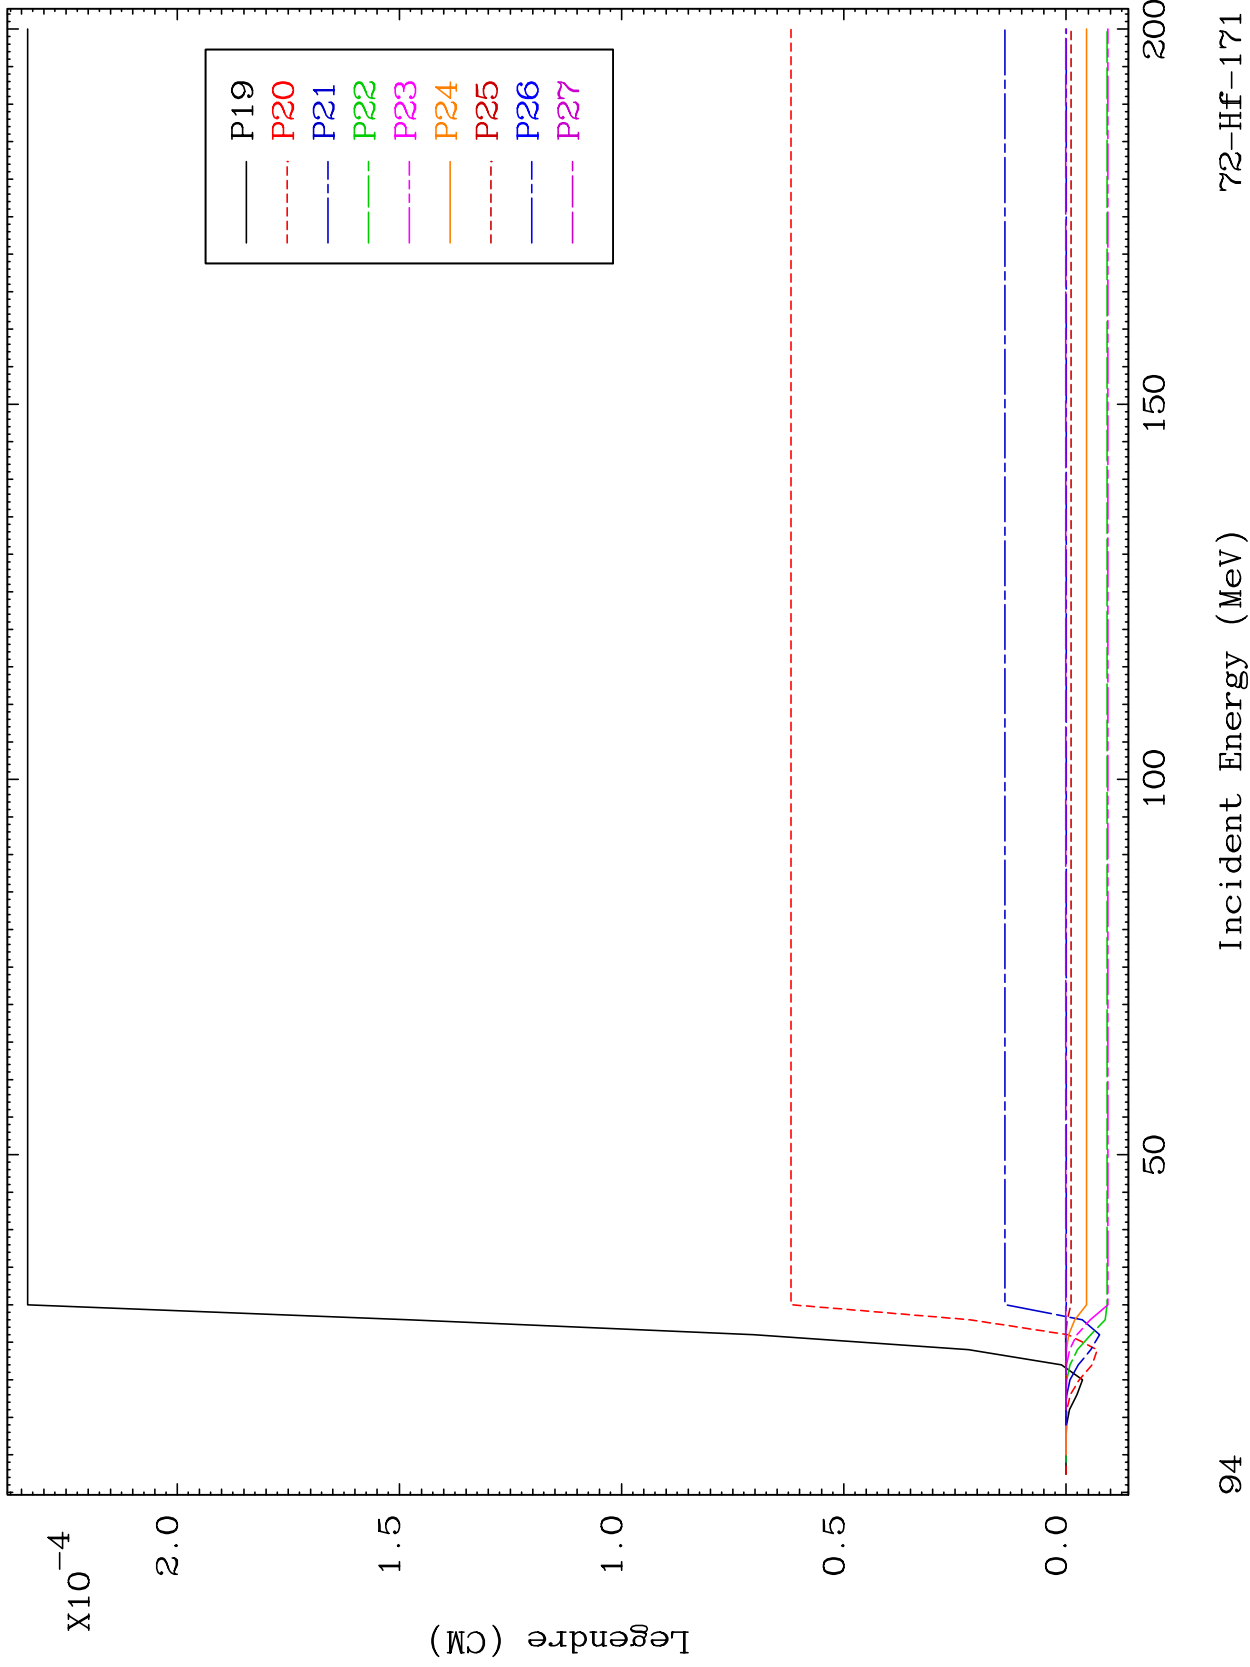 X10-4
Legendre (CM)
2.0
1.5
1.0
0.5
0.0
P19
P20
P21
P22
P23
P24
P25
P26
P27
50
100
150
200
94
Incident Energy (MeV)
72-Hf-171